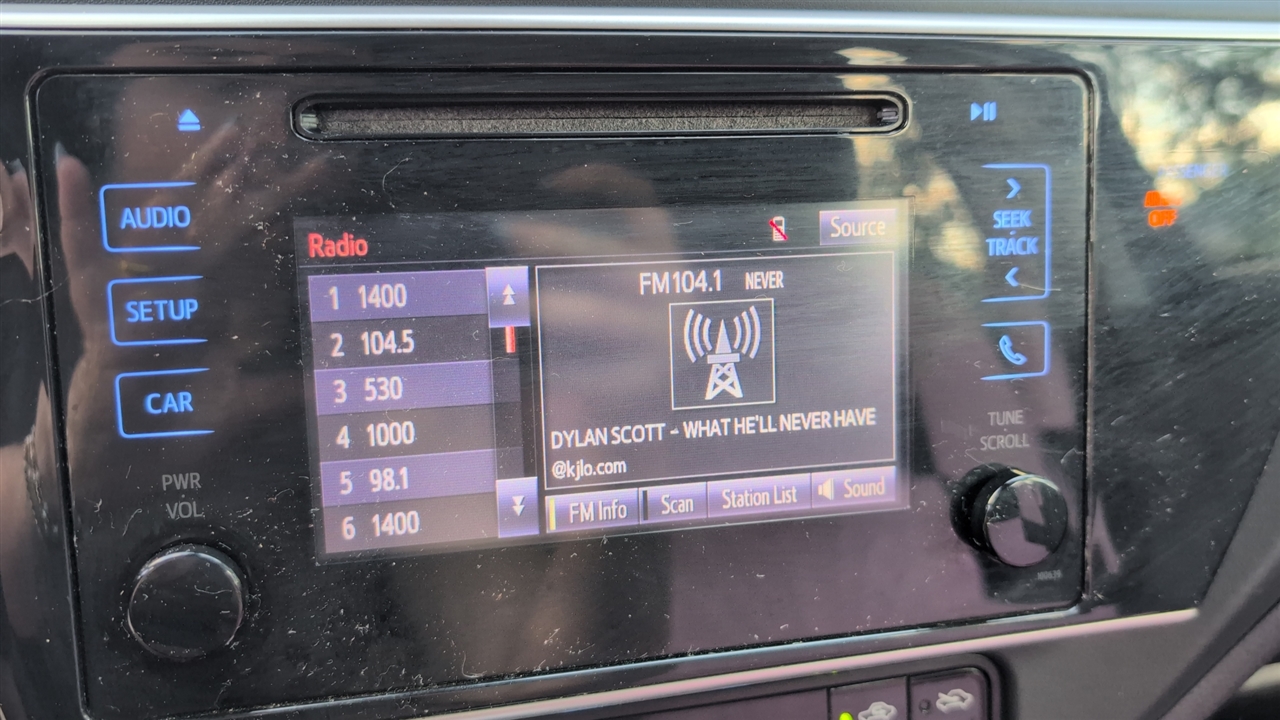 AUDIO
SETUP
CAR
PWR
VOL
Radio
Source
1 1400
2 104.5
3 530
4 1000
5 98.1
6 1400
FM104.1 NEVER
DYLAN SCOTT - WHAT HE'LL NEVER HAVE
@kjlo.com
FM Info
Scan
Station List
Sound
SEEK
TRACK
TUNE
SCROLL
OFF